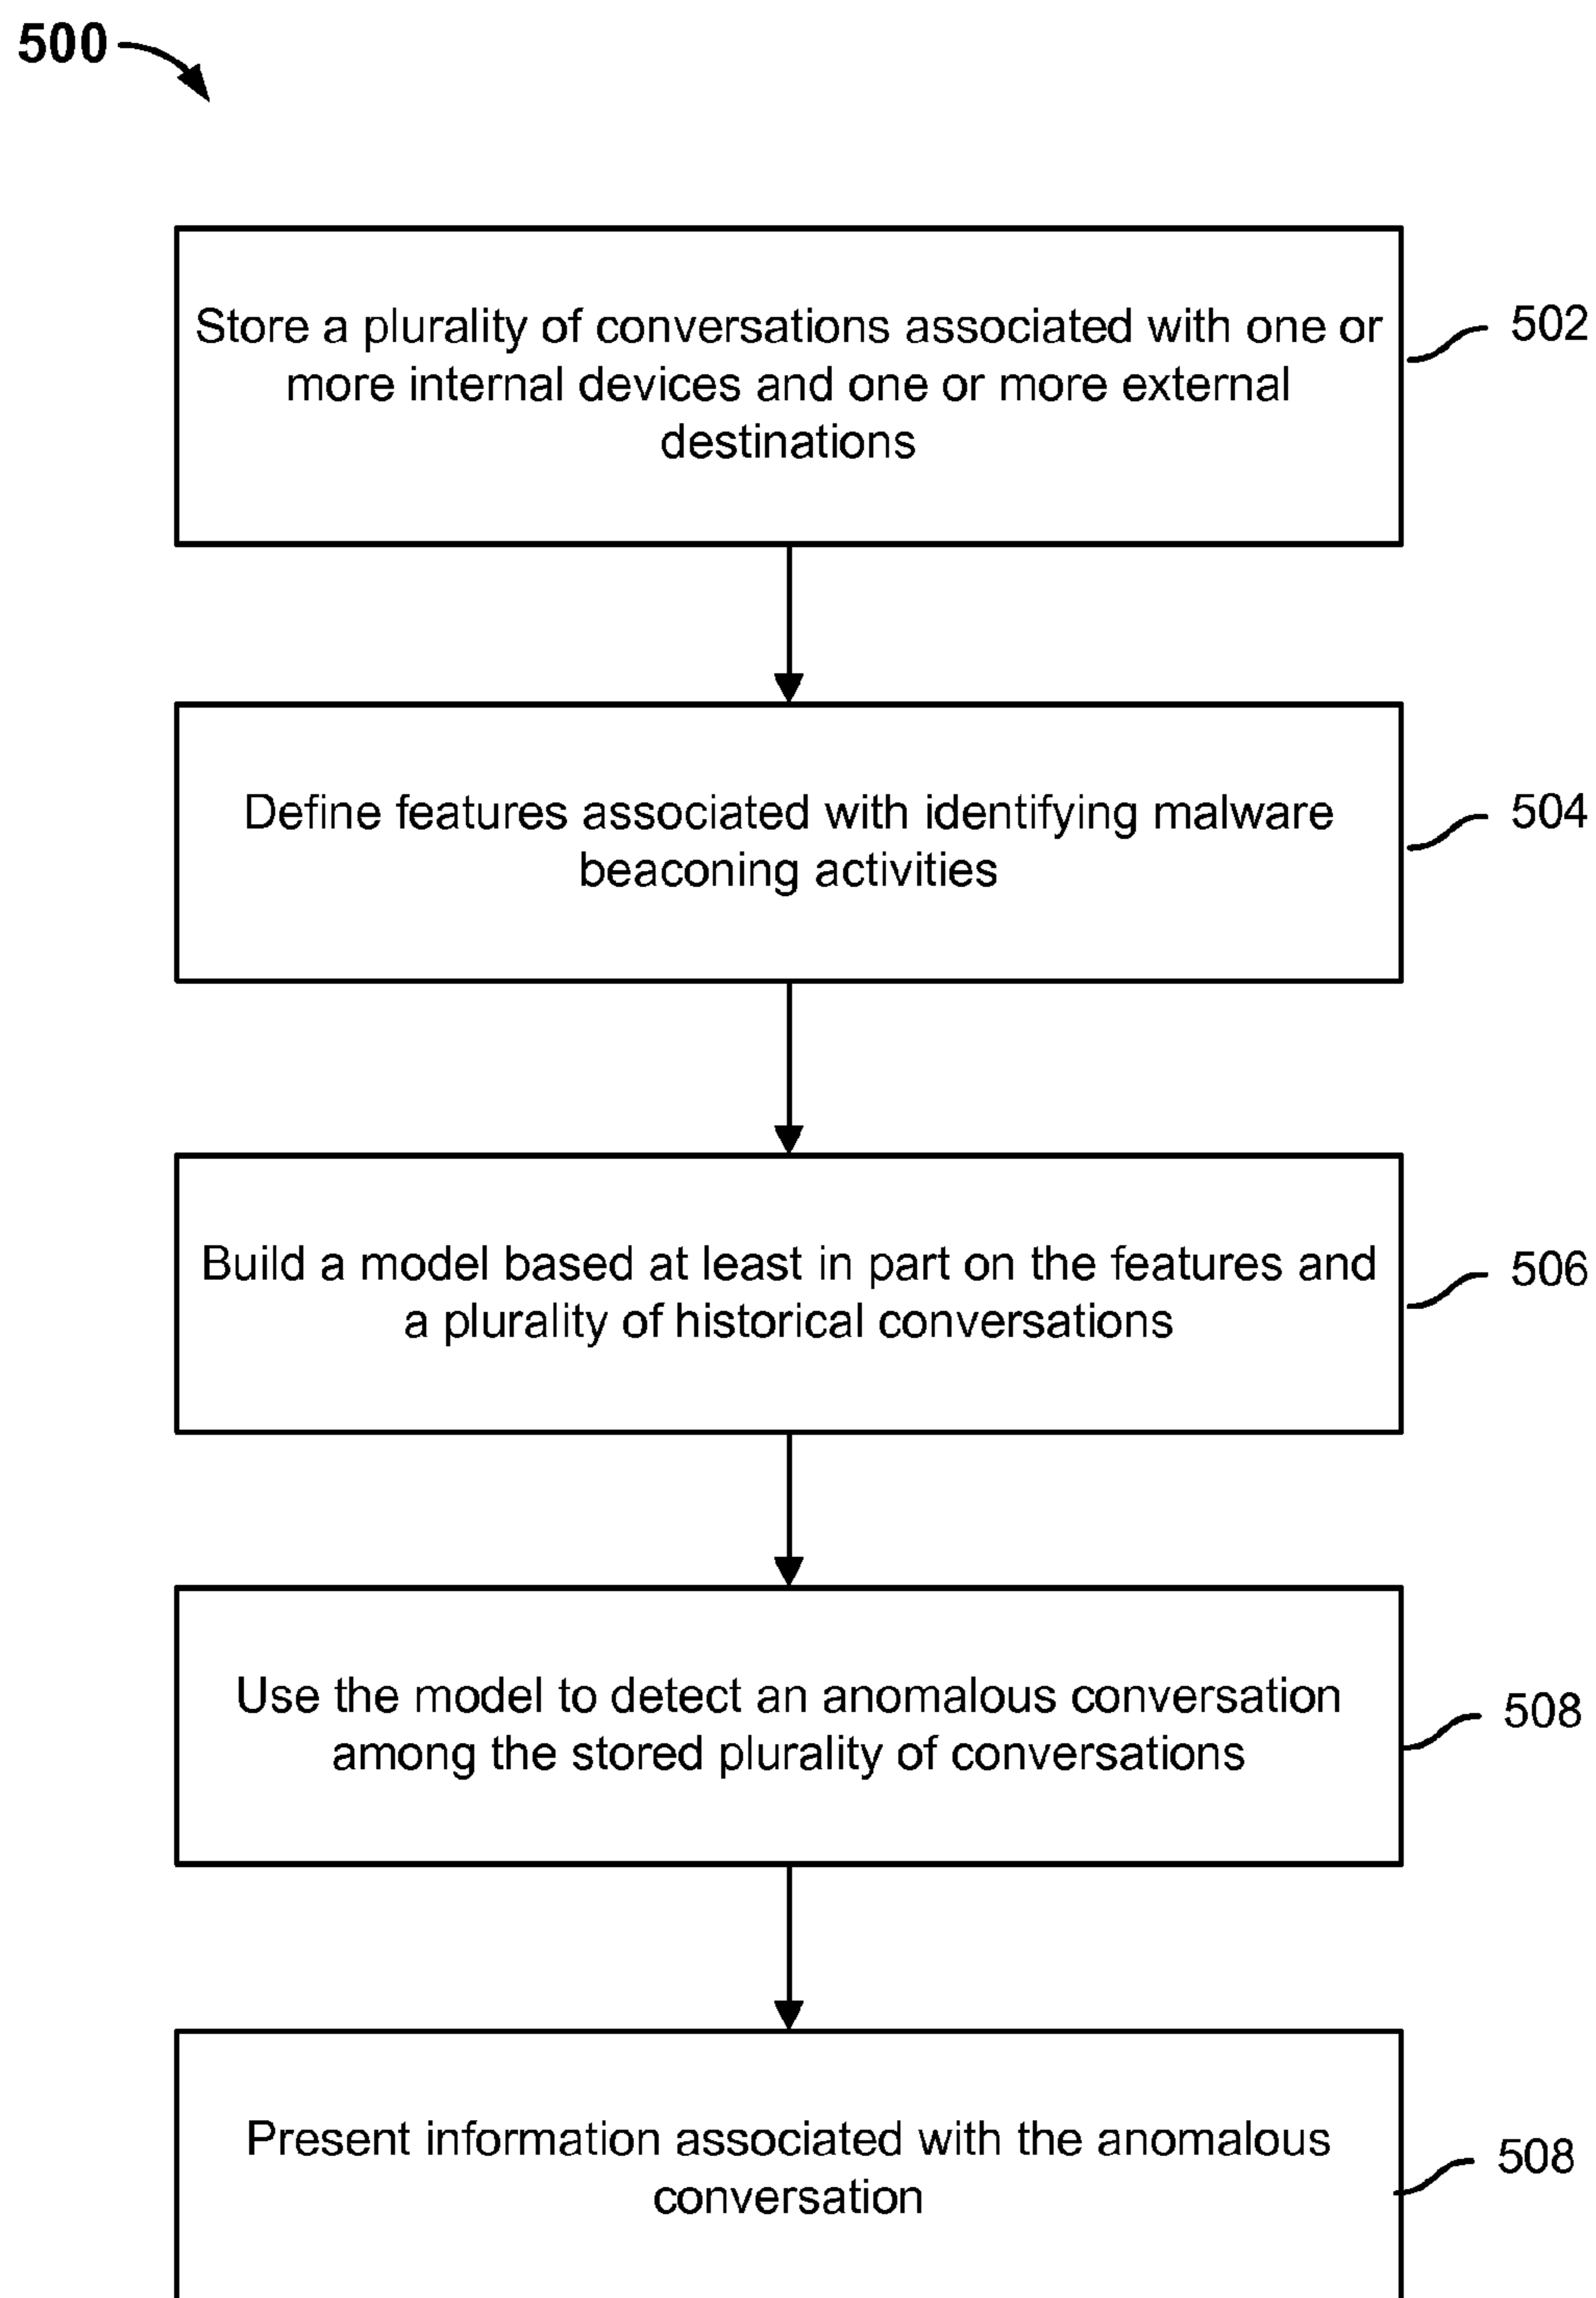 500
Store a plurality of conversations associated with one or
more internal devices and one or more external
destinations
502
Define features associated with identifying malware
beaconing activities
504
Build a model based at least in part on the features and
a plurality of historical conversations
506
Use the model to detect an anomalous conversation
among the stored plurality of conversations
508
Present information associated with the anomalous
conversation
508